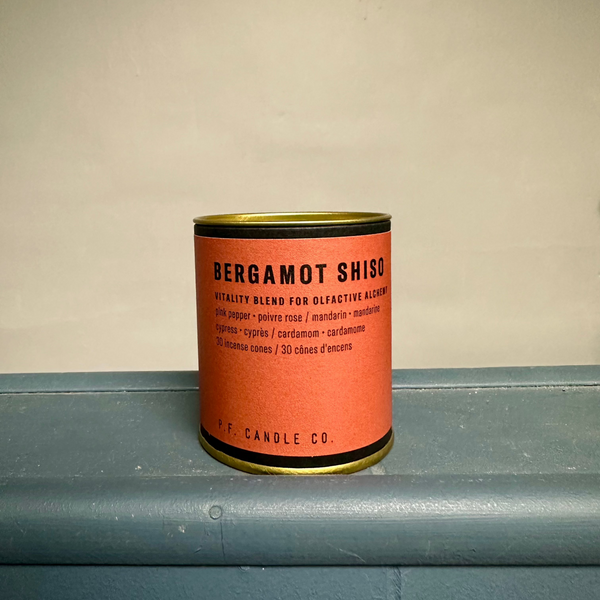 BERGAMOT SHISO
VITALITY BLEND FOR OLFACTIVE ALCHEMY
pink pepper • poivre rose / mandarin • mandarine
cypress • cyprès / cardamom • cardamome
30 incense cones / 30 cônes d'encens
P.F. CANDLE CO.